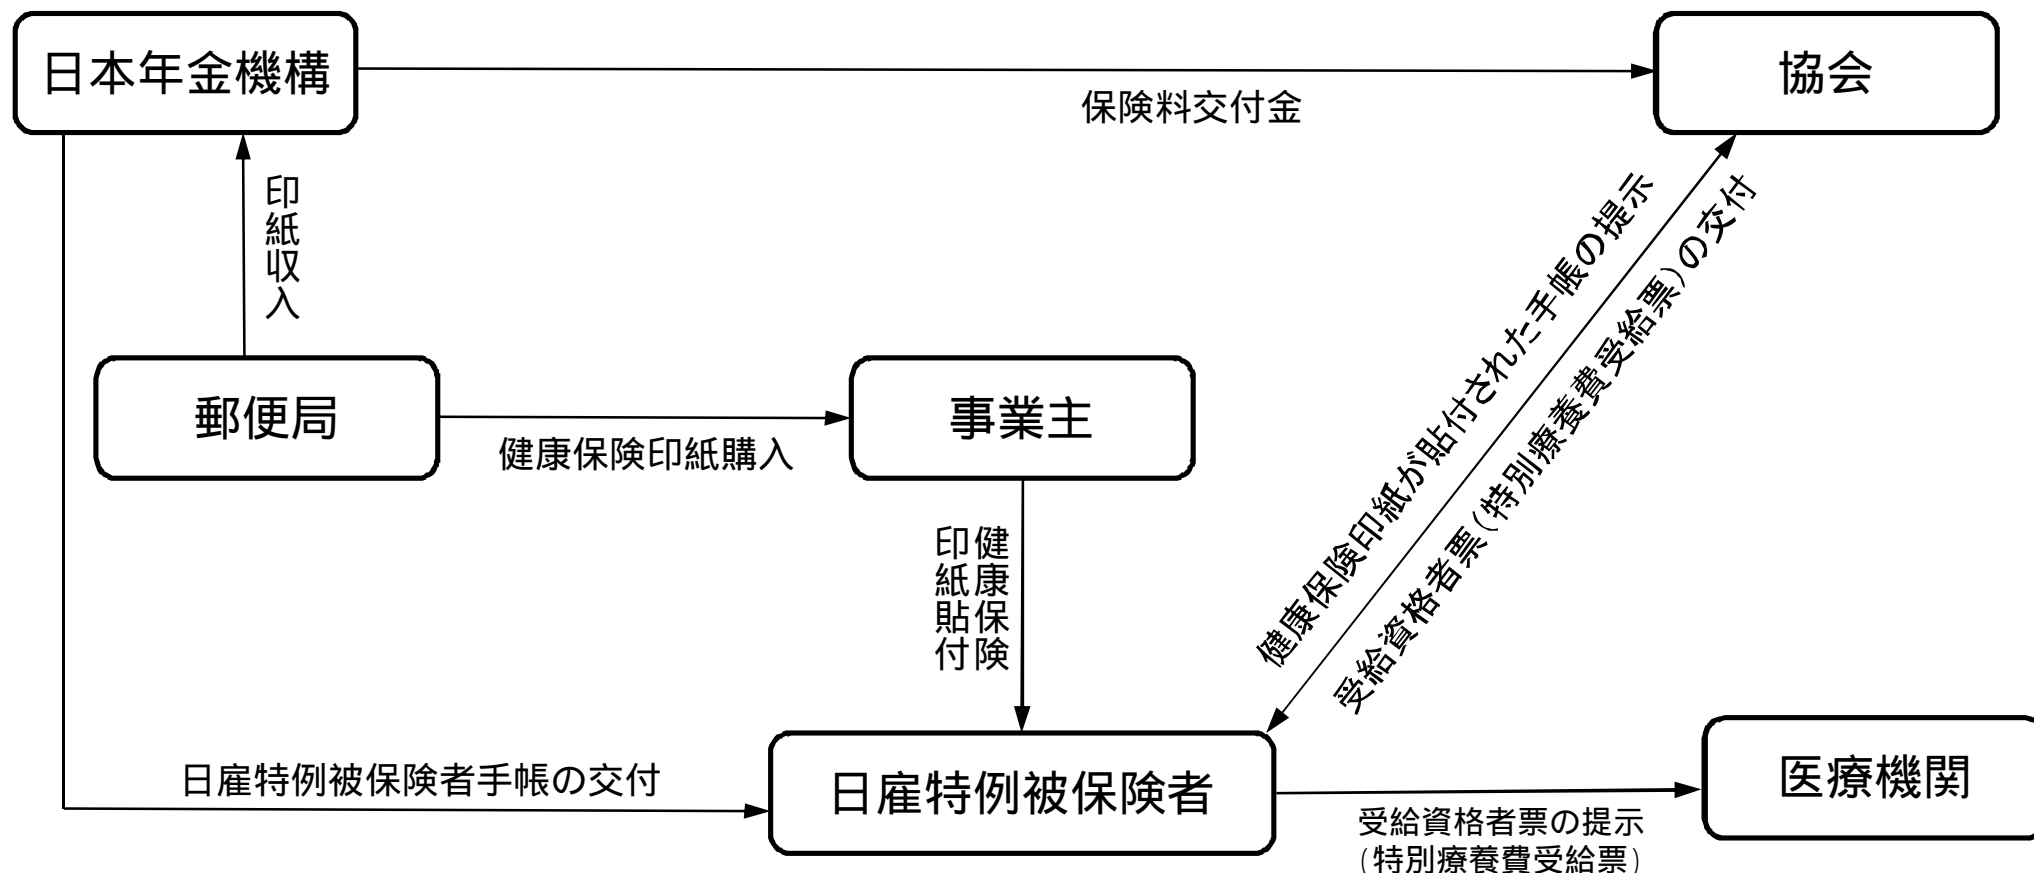 日本年金機構
協会
保険料交付金
印紙収入
郵便局
事業主
健康保険印紙購入
健康保険
印紙貼付
健康保険印紙が貼付された手帳の提示
受給資格者票(特別療養費受給票)の交付
日雇特例被保険者手帳の交付
日雇特例被保険者
医療機関
受給資格者票の提示
(特別療養費受給票)